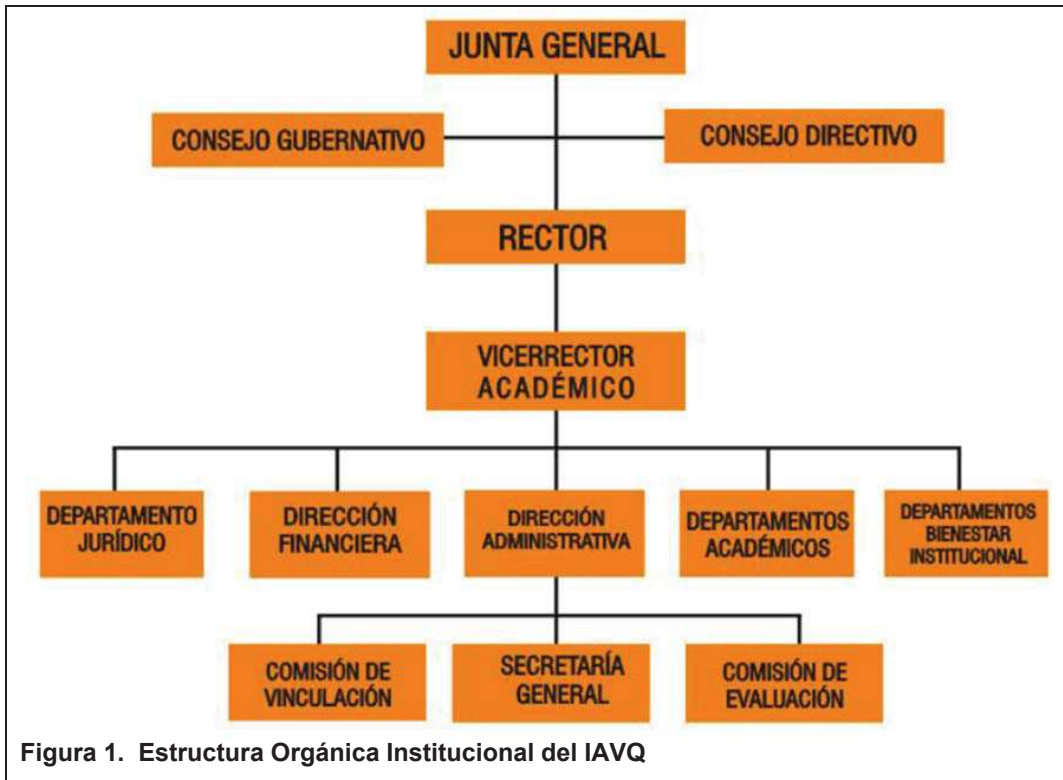 JUNTA GENERAL
CONSEJO GUBERNATIVO
CONSEJO DIRECTIVO
RECTOR
VICERRECTOR
ACADÉMICO
DEPARTAMENTO
JURÍDICO
DIRECCIÓN
FINANCIERA
DIRECCIÓN
ADMINISTRATIVA
DEPARTAMENTOS
ACADÉMICOS
DEPARTAMENTOS
BIENESTAR
INSTITUCIONAL
COMISIÓN DE
VINCULACIÓN
SECRETARÍA
GENERAL
COMISIÓN DE
EVALUACIÓN
Figura 1. Estructura Orgánica Institucional del IAVQ